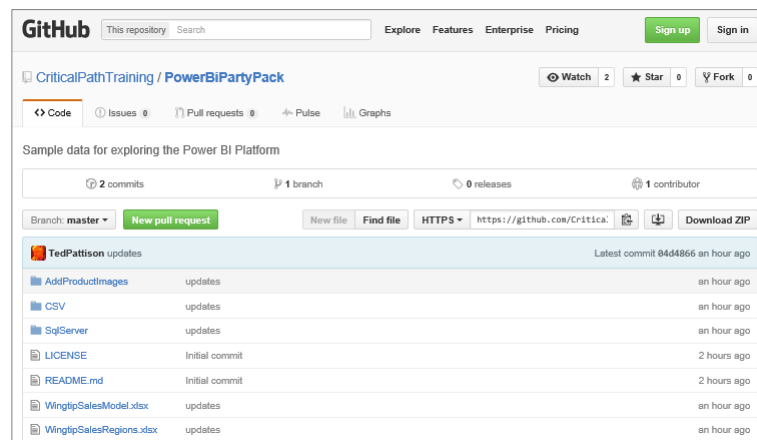 GitHub This repository Search Explore Features Enterprise Pricing Sign up Sign in
CriticalPathTraining / PowerBiPartyPack Watch 2 Star 0 Fork 0
<> Code Issues 0 Pull requests 0 Pulse Graphs
Sample data for exploring the Power BI Platform
2 commits 1 branch 0 releases 1 contributor
Branch: master New pull request New file Find file HTTPS https://github.com/Critica Download ZIP
TedPattison updates Latest commit 04d4866 an hour ago
AddProductImages updates an hour ago
CSV updates an hour ago
SqlServer updates an hour ago
LICENSE Initial commit 2 hours ago
README.md Initial commit 2 hours ago
WingtipSalesModel.xlsx updates an hour ago
WingtipSalesRegions.xlsx updates an hour ago